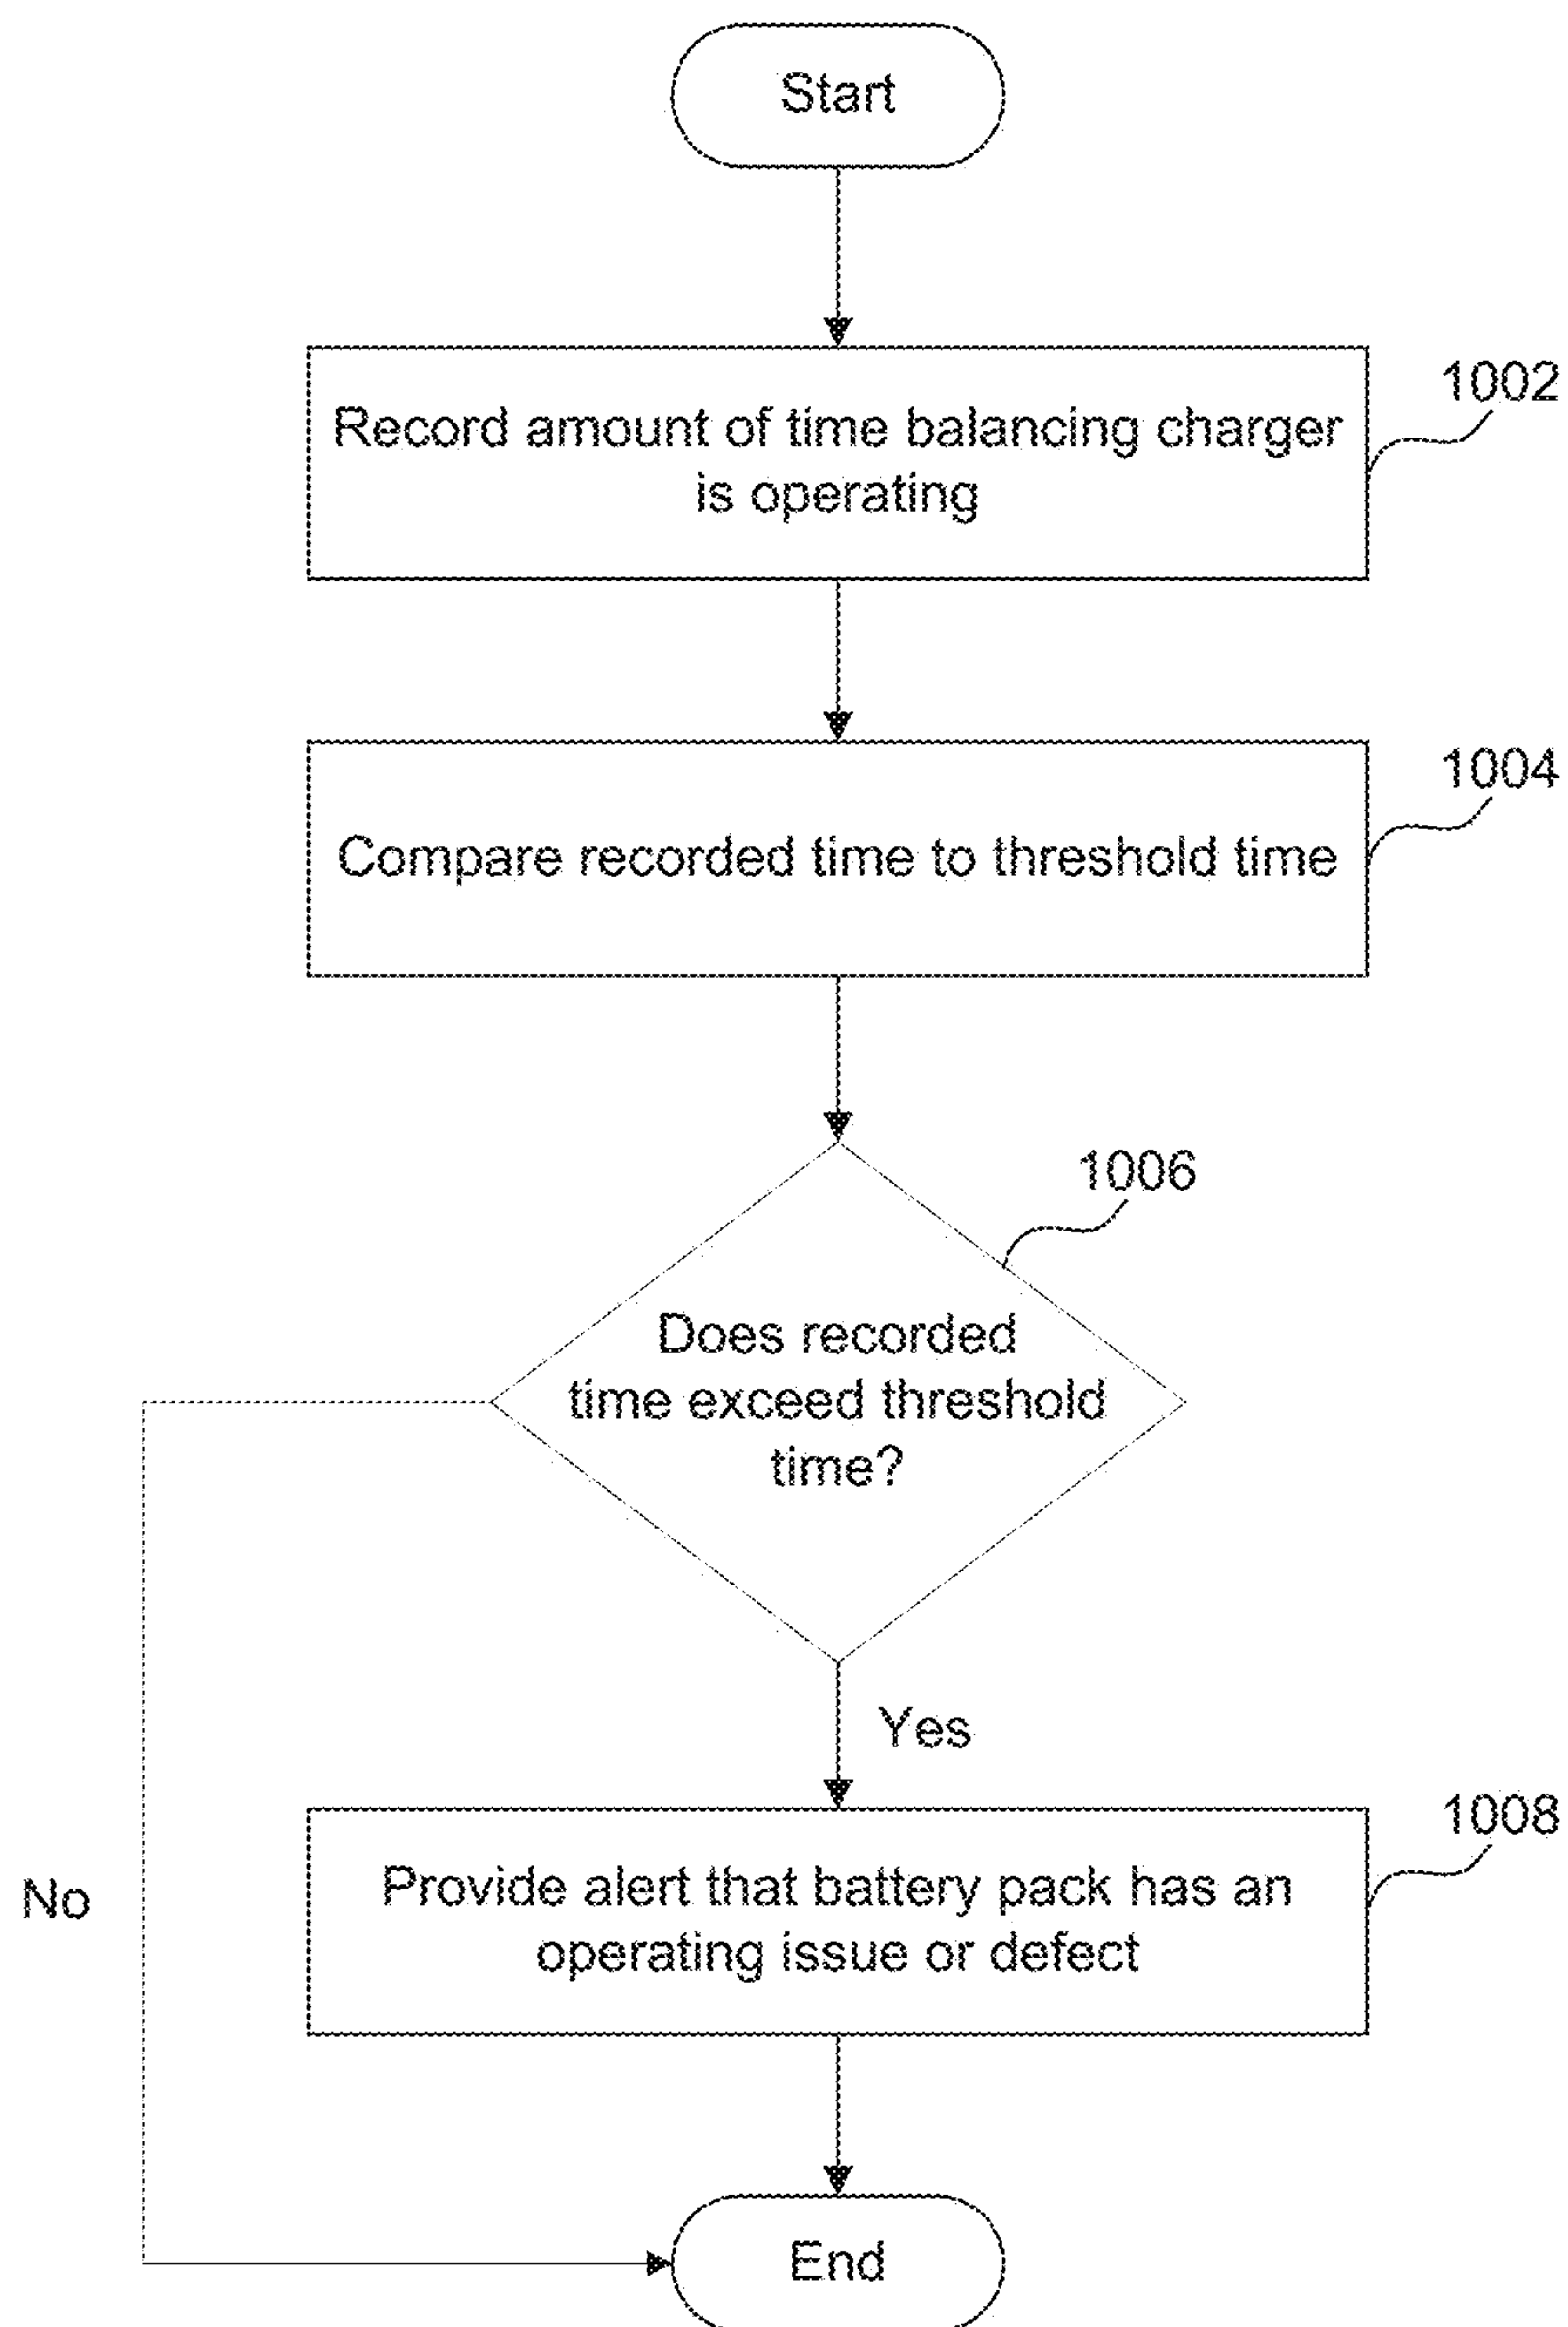 Start
1002
Record amount of time balancing charger
is operating
1004
Compare recorded time to threshold time
1006
Does recorded
time exceed threshold
time?
Yes
1008
Provide alert that battery pack has an
operating issue or defect
No
End